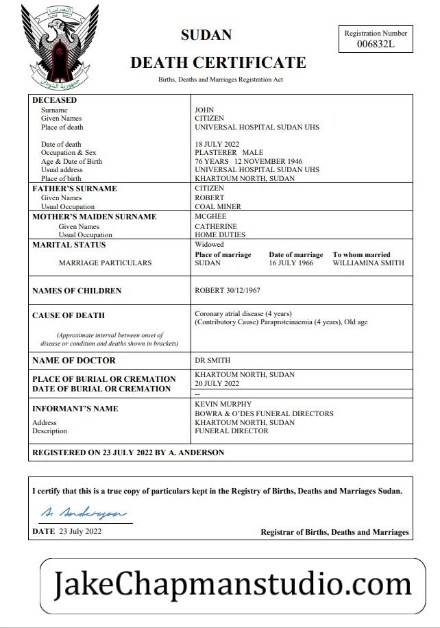 SUDAN
DEATH CERTIFICATE
Births, Deaths and Marriages Registration Act
Registration Number
006832L
DECEASED
Surname JOHN
Given Names CITIZEN
Place of death UNIVERSAL HOSPITAL SUDAN UHS
Date of death 18 JULY 2022
Occupation & Sex PLASTERER MALE
Age & Date of Birth 76 YEARS 12 NOVEMBER 1946
Usual address UNIVERSAL HOSPITAL SUDAN UHS
Place of birth KHARTOUM NORTH, SUDAN
FATHER'S SURNAME CITIZEN
Given Names ROBERT
Usual Occupation COAL MINER
MOTHER'S MAIDEN SURNAME MCGHEE
Given Names CATHERINE
Usual Occupation HOME DUTIES
MARITAL STATUS Widowed
Place of marriage Date of marriage To whom married
MARRIAGE PARTICULARS SUDAN 16 JULY 1966 WILLIAMINA SMITH
NAMES OF CHILDREN ROBERT 30/12/1967
CAUSE OF DEATH Coronary atrial disease (4 years)
(Contributory Cause) Paraproteinaemia (4 years), Old age
(Approximate interval between onset of
disease or condition and deaths shown in brackets)
NAME OF DOCTOR DR SMITH
PLACE OF BURIAL OR CREMATION KHARTOUM NORTH, SUDAN
DATE OF BURIAL OR CREMATION 20 JULY 2022
--
INFORMANT'S NAME KEVIN MURPHY
BOWRA & O'DES FUNERAL DIRECTORS
Address KHARTOUM NORTH, SUDAN
Description FUNERAL DIRECTOR
REGISTERED ON 23 JULY 2022 BY A. ANDERSON
I certify that this is a true copy of particulars kept in the Registry of Births, Deaths and Marriages Sudan.
A. Anderson
DATE 23 July 2022 Registrar of Births, Deaths and Marriages
JakeChapmanstudio.com